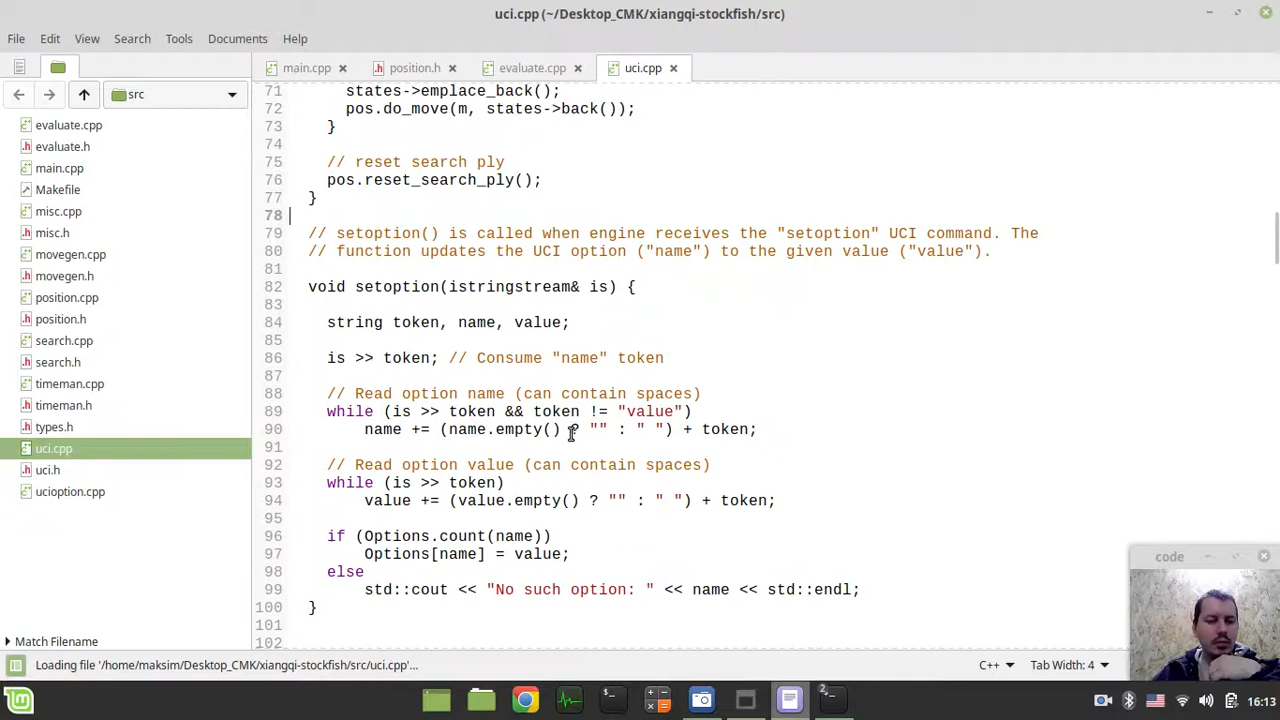 uci.cpp (~/Desktop_CMK/xiangqi-stockfish/src)
File Edit View Search Tools Documents Help
main.cpp position.h evaluate.cpp uci.cpp
src
evaluate.cpp
evaluate.h
main.cpp
Makefile
misc.cpp
misc.h
movegen.cpp
movegen.h
position.cpp
position.h
search.cpp
search.h
timeman.cpp
timeman.h
types.h
uci.cpp
uci.h
ucioption.cpp
Match Filename
71 states->emplace_back();
72 pos.do_move(m, states->back());
73 }
74
75 // reset search ply
76 pos.reset_search_ply();
77 }
78
79 // setoption() is called when engine receives the "setoption" UCI command. The
80 // function updates the UCI option ("name") to the given value ("value").
81
82 void setoption(istringstream& is) {
83
84 string token, name, value;
85
86 is >> token; // Consume "name" token
87
88 // Read option name (can contain spaces)
89 while (is >> token && token != "value")
90 name += (name.empty() ? "" : " ") + token;
91
92 // Read option value (can contain spaces)
93 while (is >> token)
94 value += (value.empty() ? "" : " ") + token;
95
96 if (Options.count(name))
97 Options[name] = value;
98 else
99 std::cout << "No such option: " << name << std::endl;
100 }
101
102
code
Loading file '/home/maksim/Desktop_CMK/xiangqi-stockfish/src/uci.cpp'... C++ Tab Width: 4
16:13